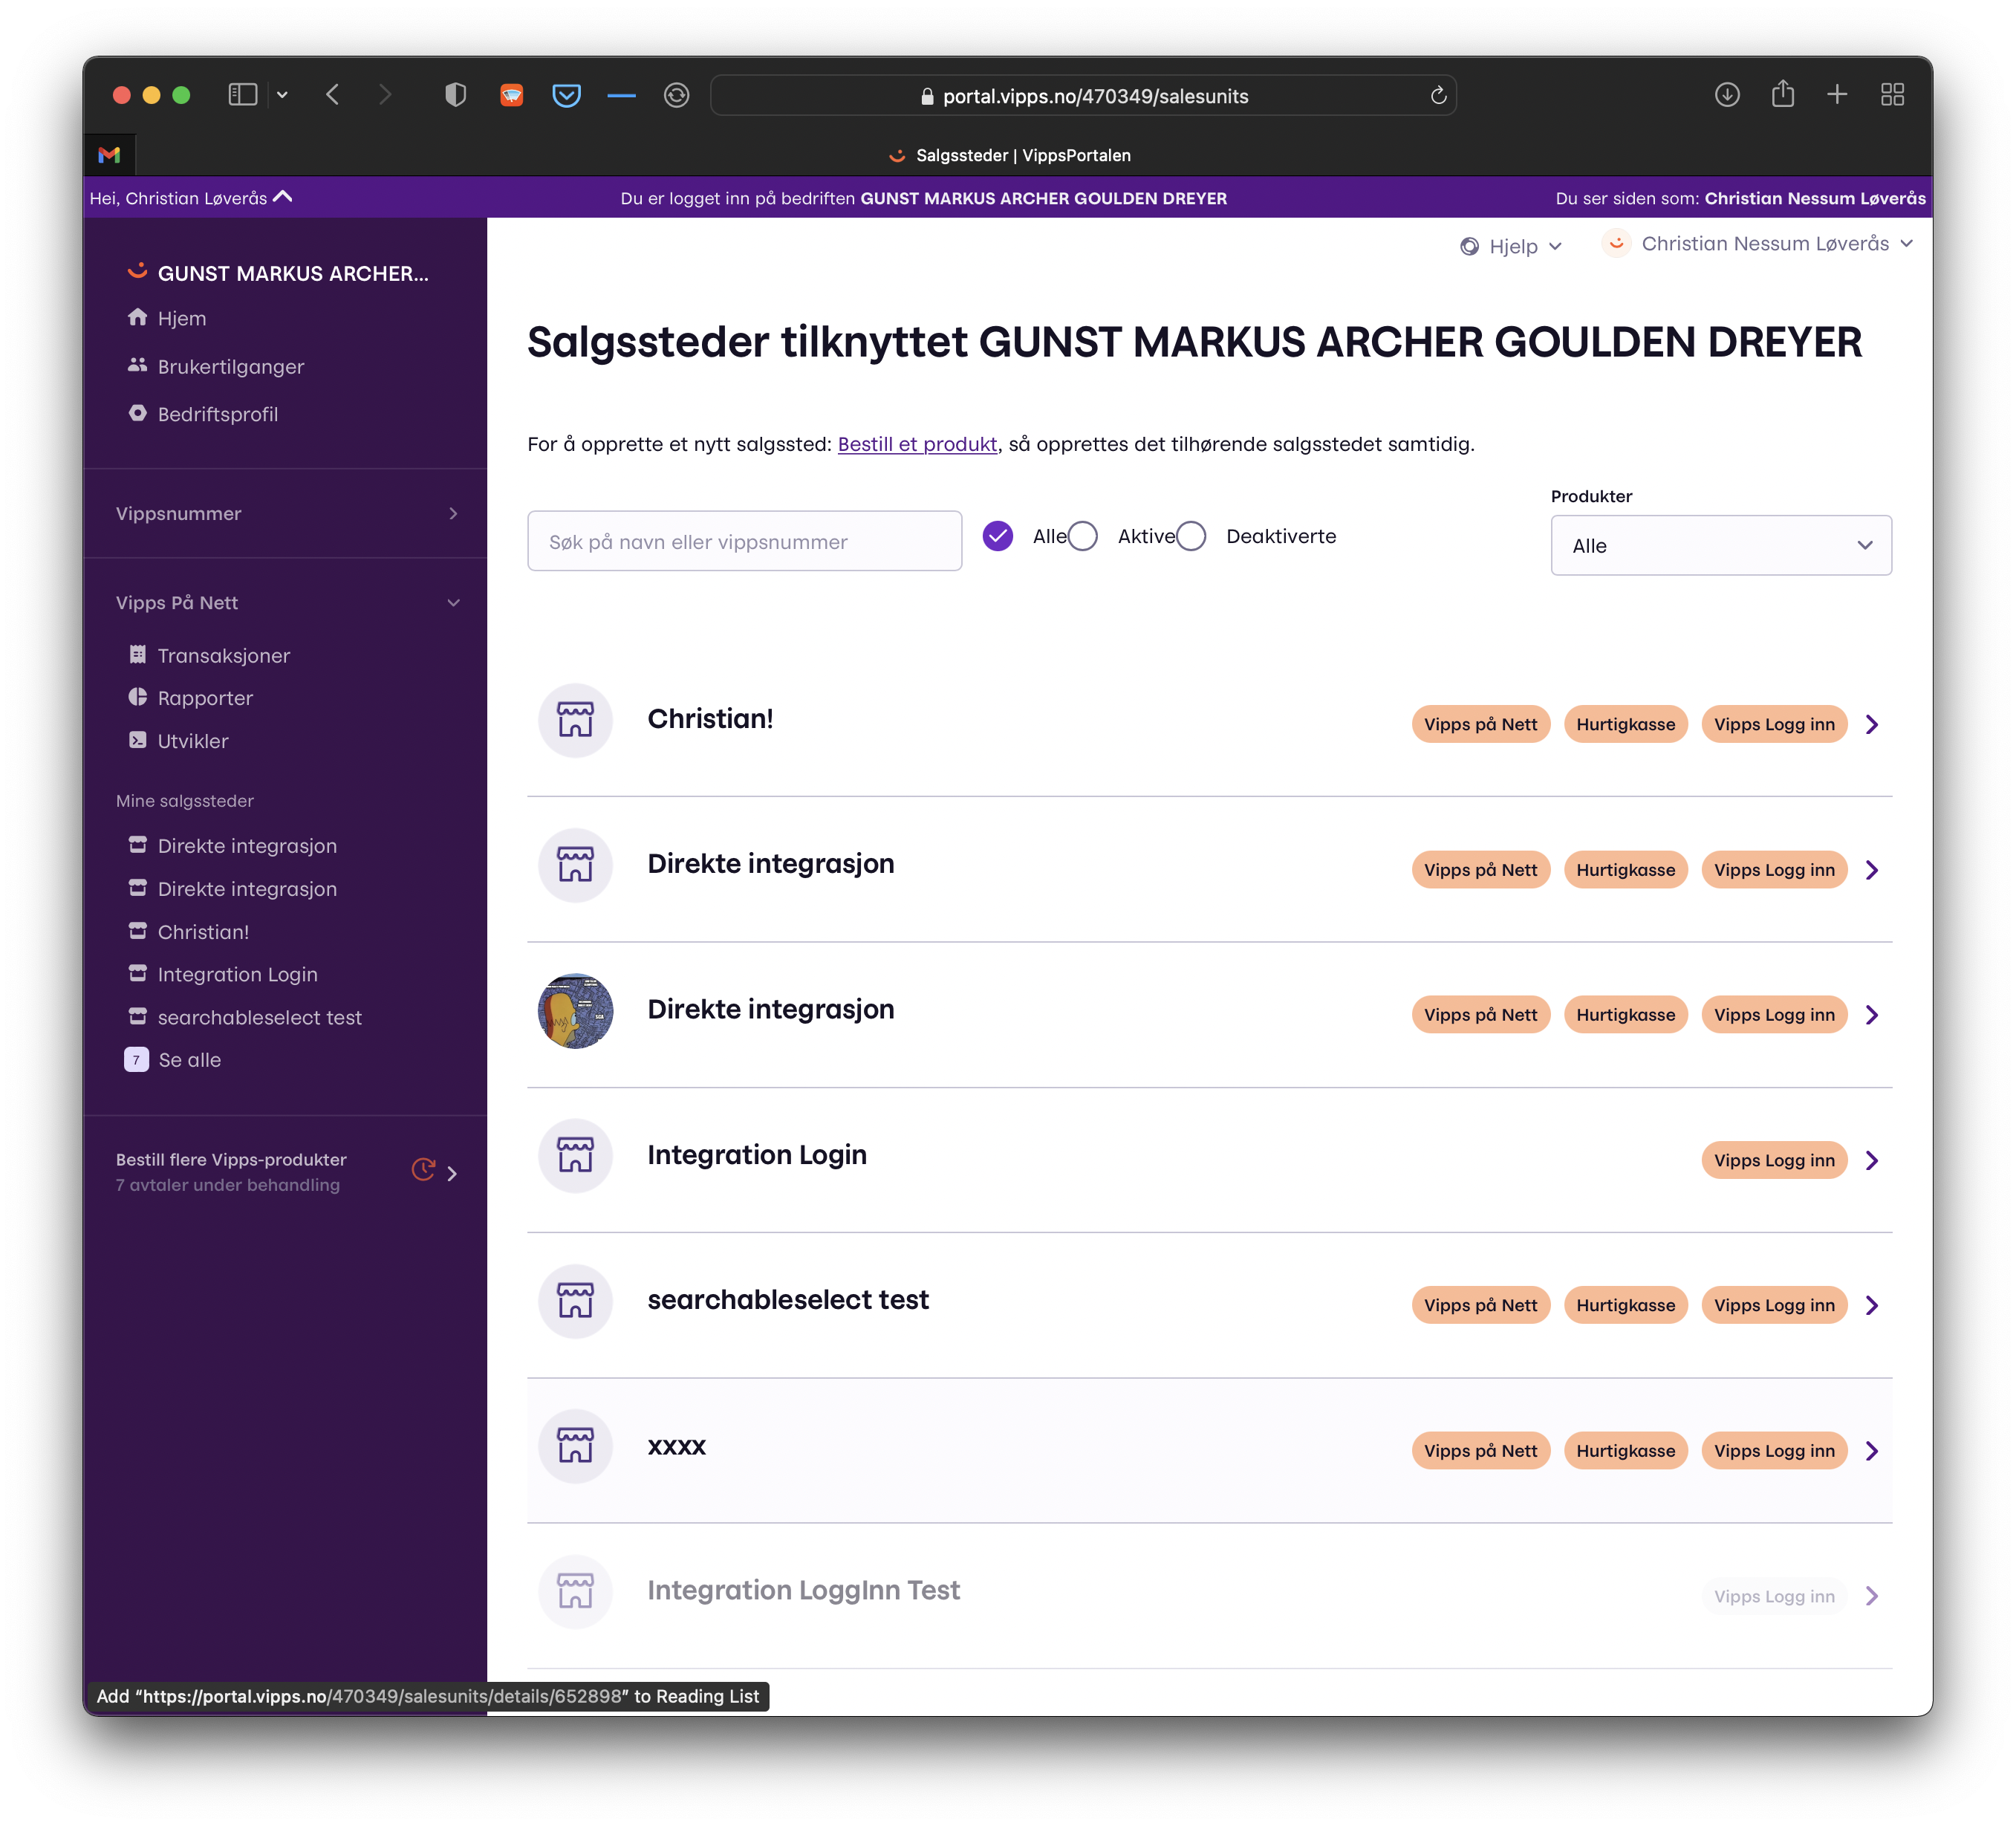 portal.vipps.no/470349/salesunits
Salgssteder | VippsPortalen
Hei, Christian Løverås
Du er logget inn på bedriften GUNST MARKUS ARCHER GOULDEN DREYER
Du ser siden som: Christian Nessum Løverås
GUNST MARKUS ARCHER...
Hjem
Brukertilganger
Bedriftsprofil
Vippsnummer
Vipps På Nett
Transaksjoner
Rapporter
Utvikler
Mine salgssteder
Direkte integrasjon
Direkte integrasjon
Christian!
Integration Login
searchableselect test
7 Se alle
Bestill flere Vipps-produkter
7 avtaler under behandling
Hjelp
Christian Nessum Løverås
Salgssteder tilknyttet GUNST MARKUS ARCHER GOULDEN DREYER
For å opprette et nytt salgssted: Bestill et produkt, så opprettes det tilhørende salgsstedet samtidig.
Søk på navn eller vippsnummer
Alle Aktive Deaktiverte
Produkter
Alle
Christian! Vipps på Nett Hurtigkasse Vipps Logg inn
Direkte integrasjon Vipps på Nett Hurtigkasse Vipps Logg inn
Direkte integrasjon Vipps på Nett Hurtigkasse Vipps Logg inn
Integration Login Vipps Logg inn
searchableselect test Vipps på Nett Hurtigkasse Vipps Logg inn
xxxx Vipps på Nett Hurtigkasse Vipps Logg inn
Integration LoggInn Test Vipps Logg inn
Add “https://portal.vipps.no/470349/salesunits/details/652898” to Reading List